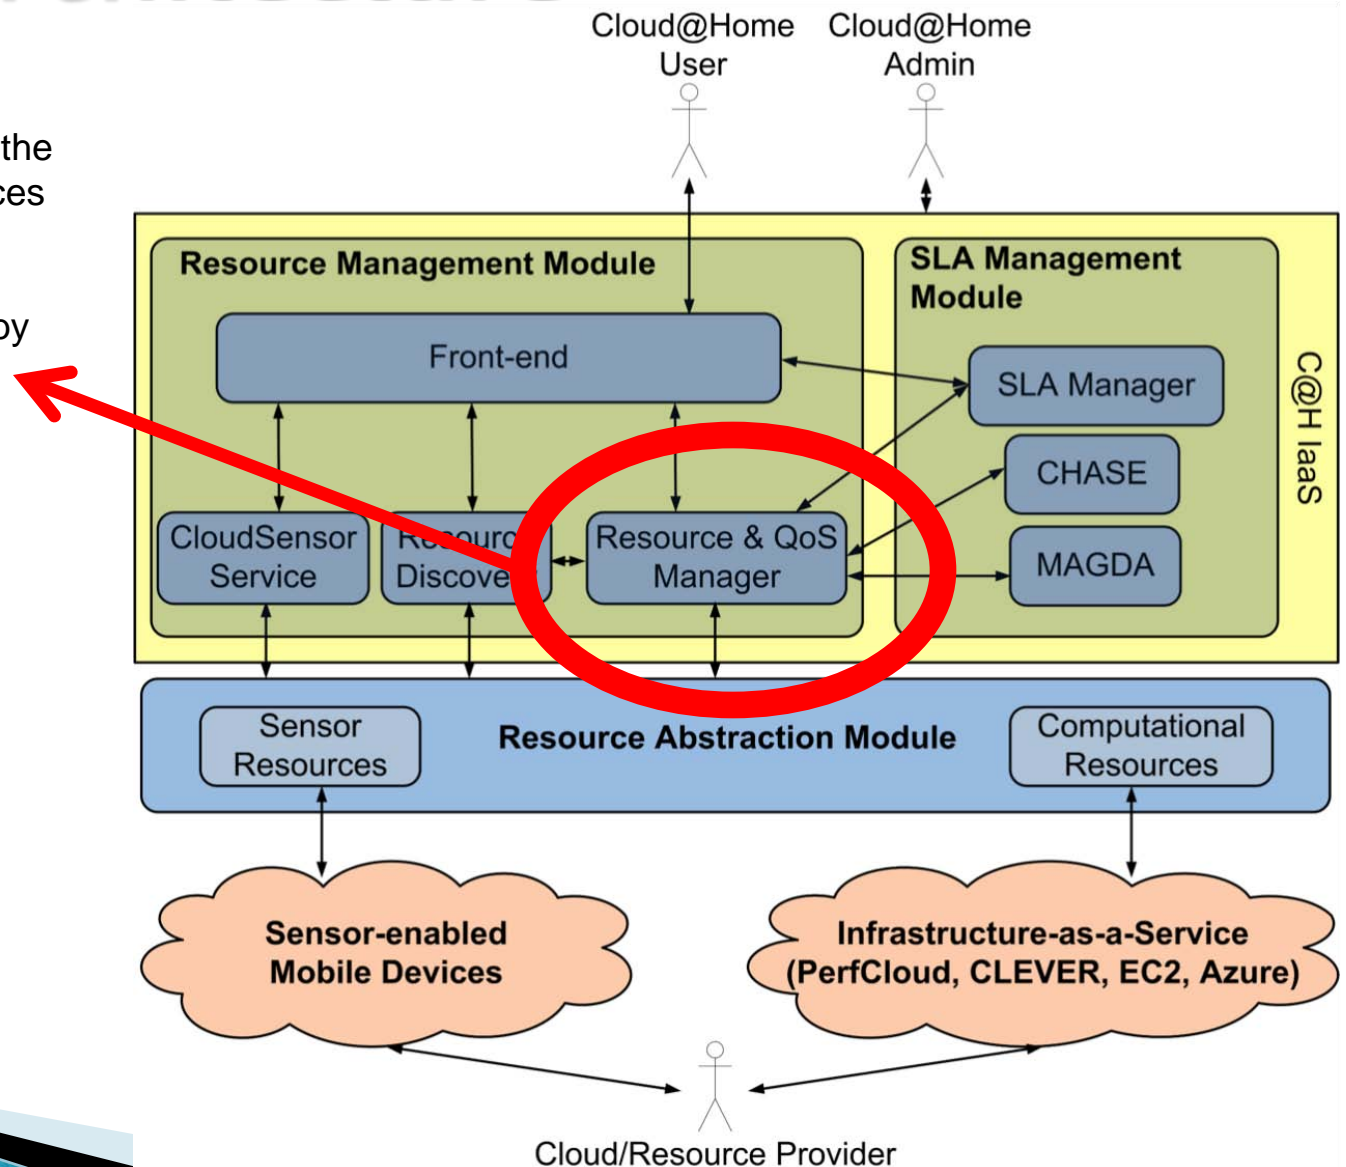 Cloud@Home
User
Cloud@Home
Admin
the
ces
by
Resource Management Module
Front-end
CloudSensor
Service
Discove
Resource & QoS
Manager
SLA Management
Module
SLA Manager
CHASE
MAGDA
C@H IaaS
Sensor
Resources
Resource Abstraction Module
Computational
Resources
Sensor-enabled
Mobile Devices
Infrastructure-as-a-Service
(PerfCloud, CLEVER, EC2, Azure)
Cloud/Resource Provider